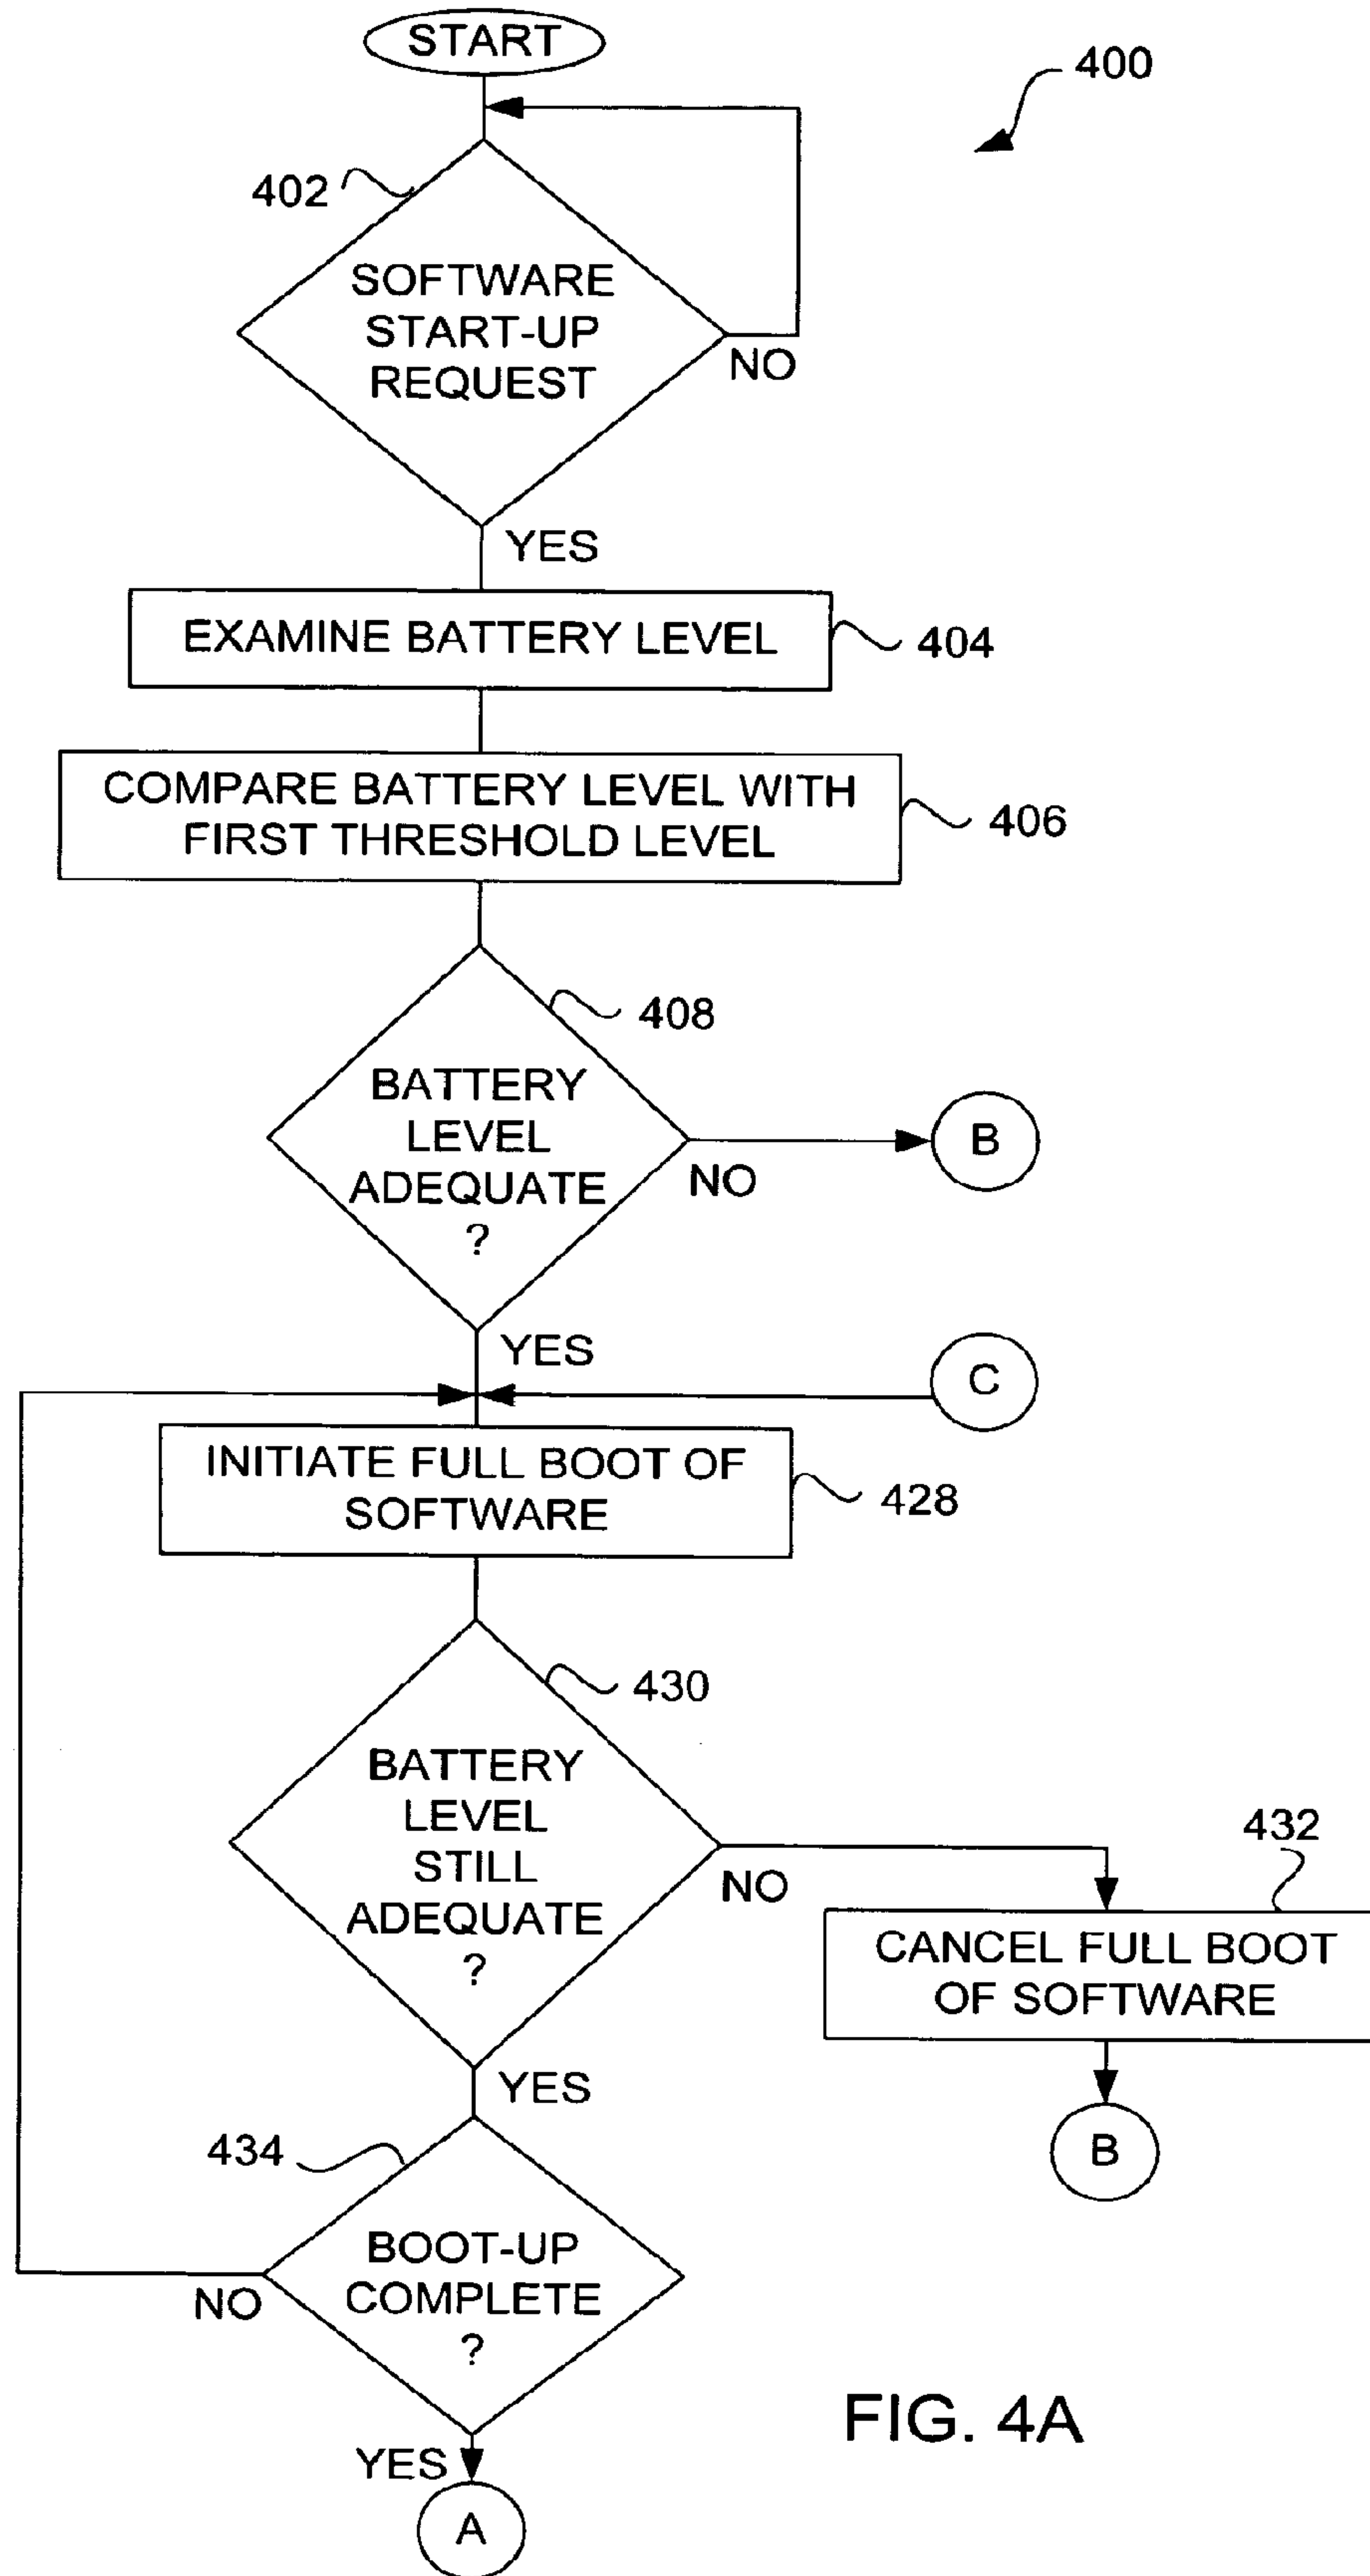 START
400
402
SOFTWARE
START-UP
REQUEST
NO
YES
EXAMINE BATTERY LEVEL
404
COMPARE BATTERY LEVEL WITH
FIRST THRESHOLD LEVEL
406
408
BATTERY
LEVEL
ADEQUATE
?
NO
B
YES
C
INITIATE FULL BOOT OF
SOFTWARE
428
430
BATTERY
LEVEL
STILL
ADEQUATE
?
NO
432
CANCEL FULL BOOT
OF SOFTWARE
YES
B
434
BOOT-UP
COMPLETE
?
NO
YES
A
FIG. 4A